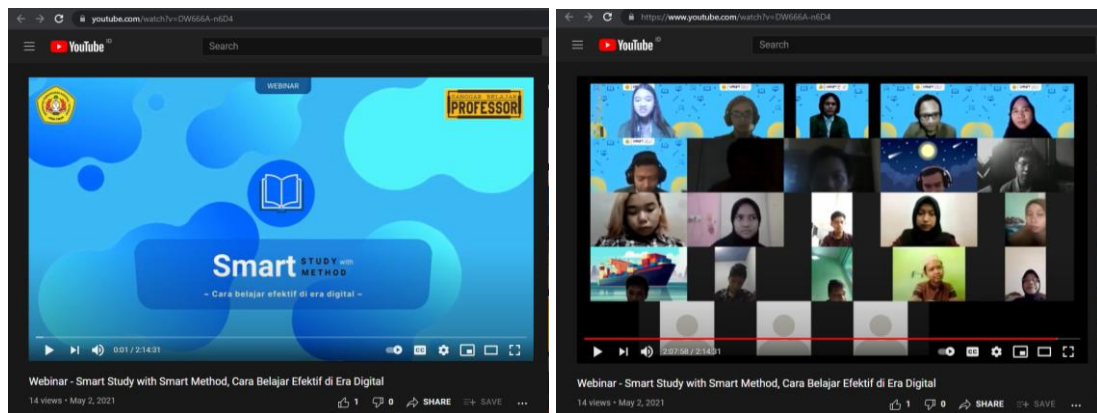 youtube.com/watch?v=DW666A-n6D4
YouTube ID
Search
WEBINAR
SANGGAR BELAJAR
PROFESSOR
Smart STUDY with
METHOD
– Cara belajar efektif di era digital –
0:01 / 2:14:31
Webinar - Smart Study with Smart Method, Cara Belajar Efektif di Era Digital
14 views • May 2, 2021
1
0
SHARE
SAVE
https://www.youtube.com/watch?v=DW666A-n6D4
YouTube ID
Search
2:07:58 / 2:14:31
Webinar - Smart Study with Smart Method, Cara Belajar Efektif di Era Digital
14 views • May 2, 2021
1
0
SHARE
SAVE